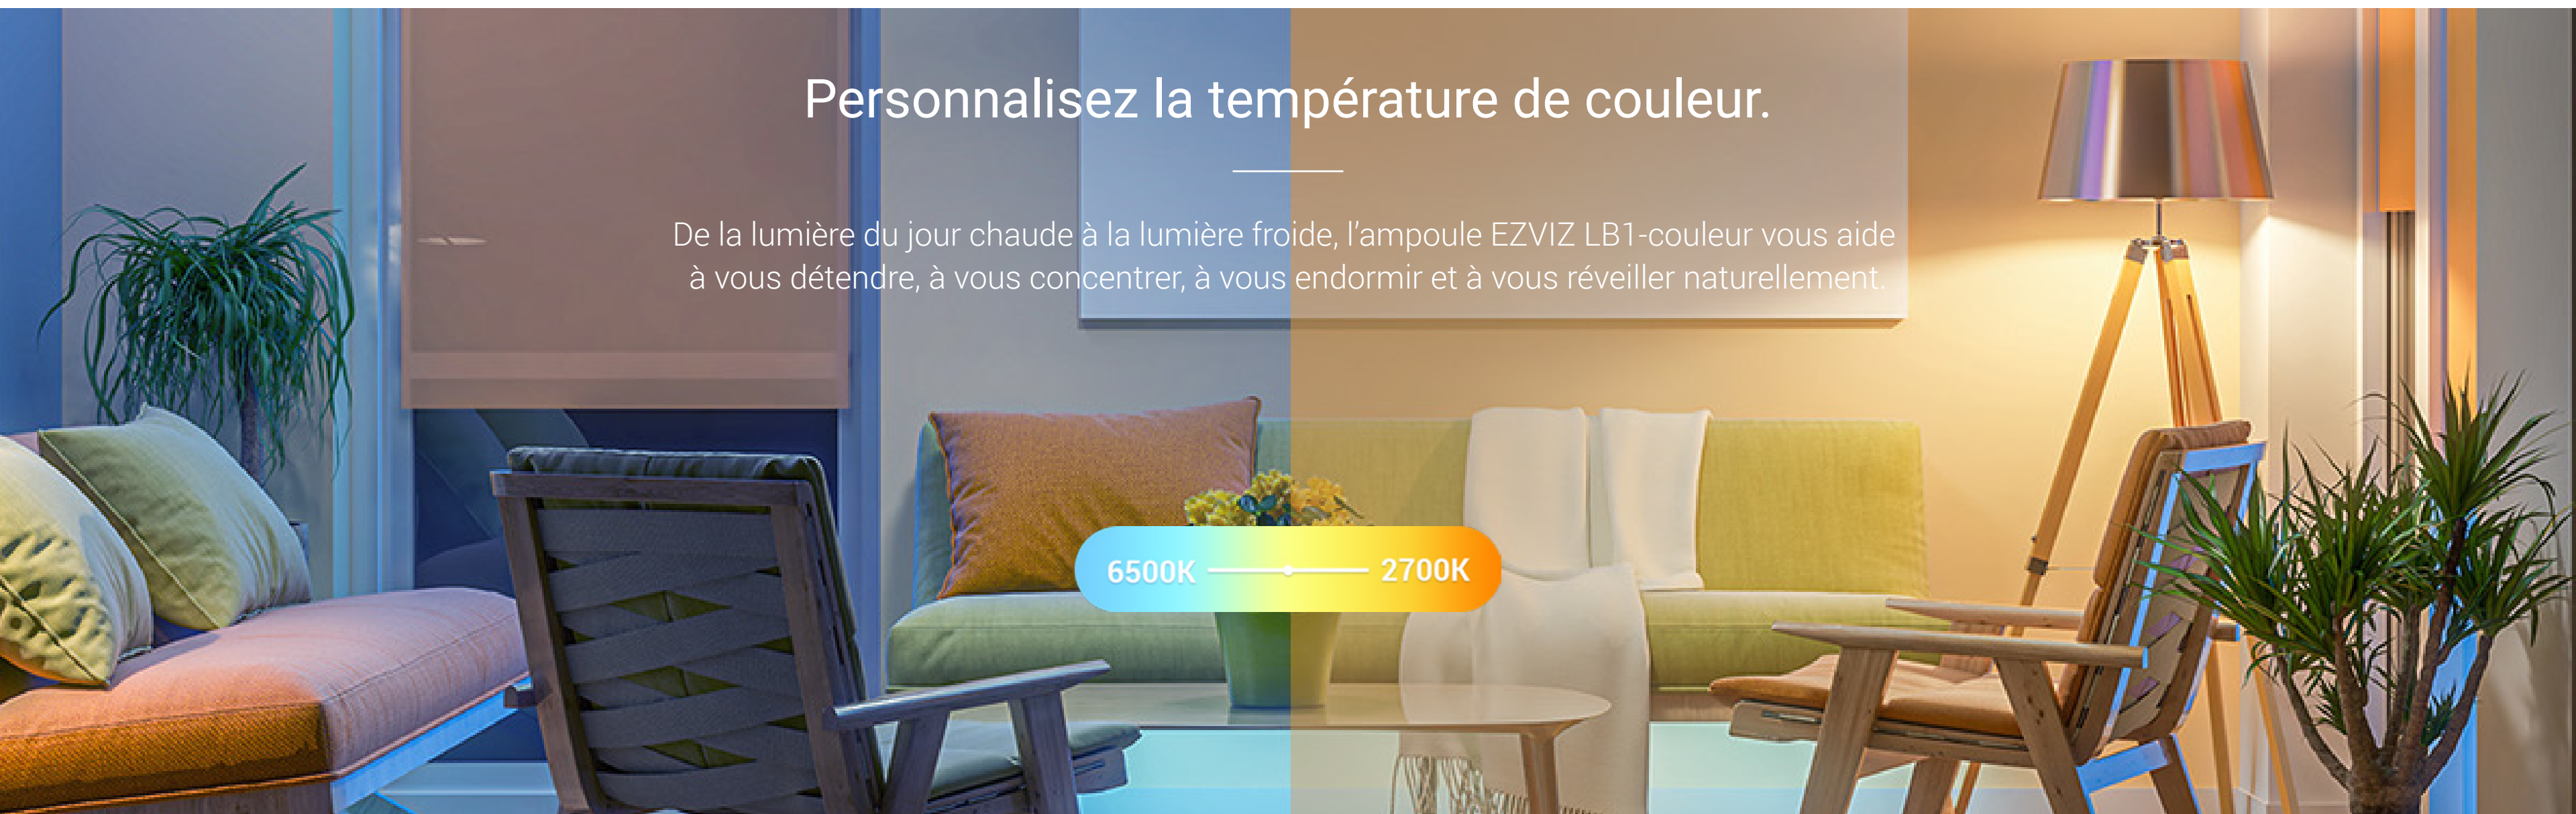 Personnalisez la température de couleur.
De la lumière du jour chaude à la lumière froide, l’ampoule EZVIZ LB1-couleur vous aide
à vous détendre, à vous concentrer, à vous endormir et à vous réveiller naturellement.
6500K 2700K